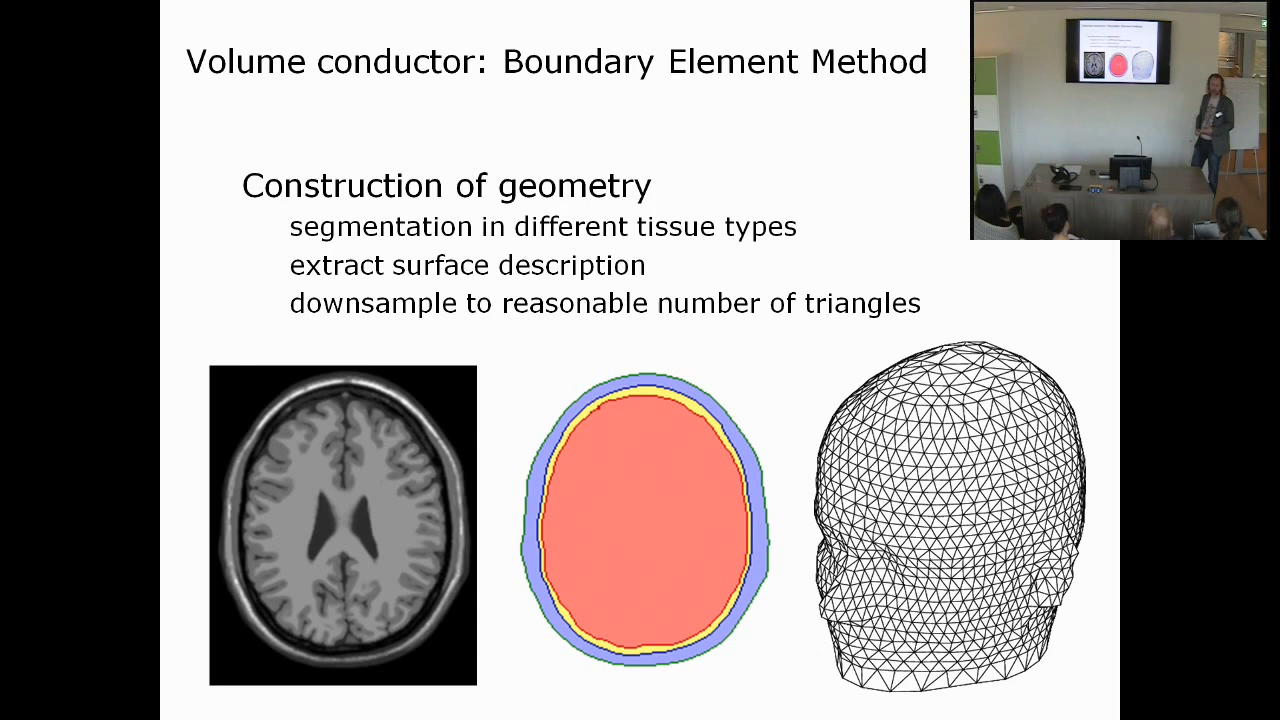 Volume conductor: Boundary Element Method
Construction of geometry
segmentation in different tissue types
extract surface description
downsample to reasonable number of triangles